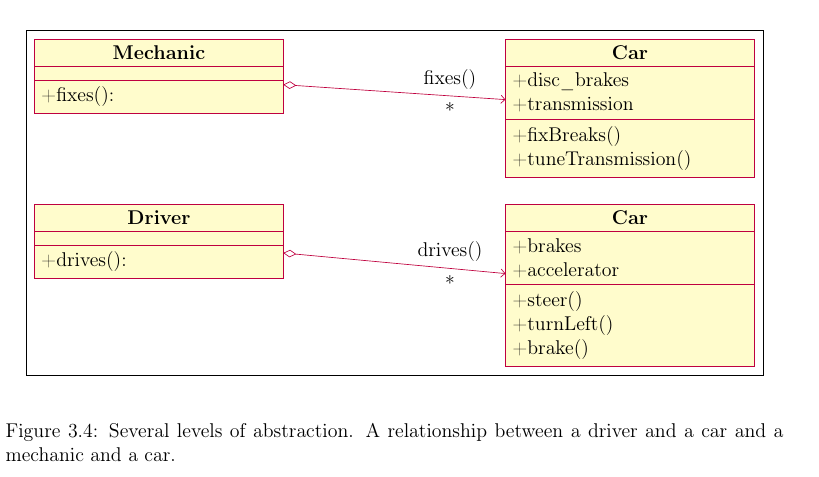 Mechanic
+fixes():
fixes()
*
Car
+disc_brakes
+transmission
+fixBreaks()
+tuneTransmission()
Driver
+drives():
drives()
*
Car
+brakes
+accelerator
+steer()
+turnLeft()
+brake()
Figure 3.4: Several levels of abstraction. A relationship between a driver and a car and a
mechanic and a car.